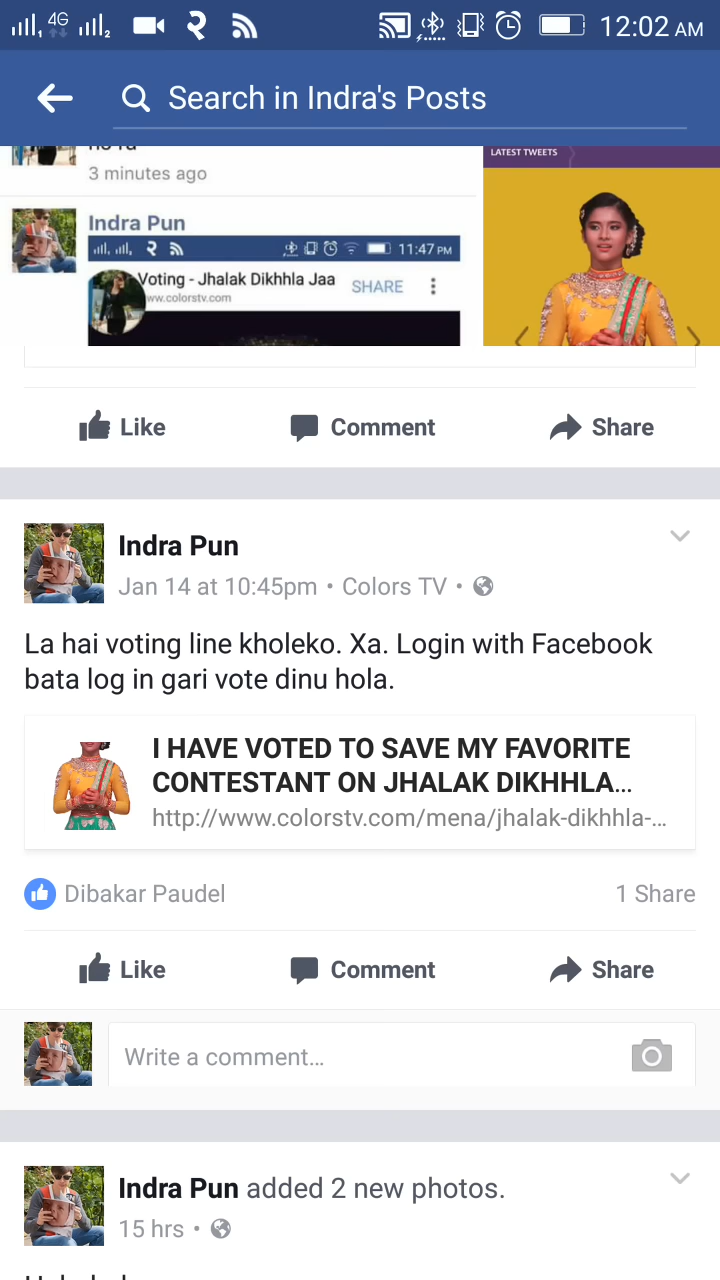 4G
12:02 AM
Search in Indra's Posts
3 minutes ago
LATEST TWEETS
Indra Pun
11:47 PM
Voting - Jhalak Dikhhla Jaa
SHARE
ww.colorstv.com
Like
Comment
Share
Indra Pun
Jan 14 at 10:45pm • Colors TV •
La hai voting line kholeko. Xa. Login with Facebook
bata log in gari vote dinu hola.
I HAVE VOTED TO SAVE MY FAVORITE
CONTESTANT ON JHALAK DIKHHLA...
http://www.colorstv.com/mena/jhalak-dikhhla-...
Dibakar Paudel
1 Share
Like
Comment
Share
Write a comment...
Indra Pun added 2 new photos.
15 hrs •